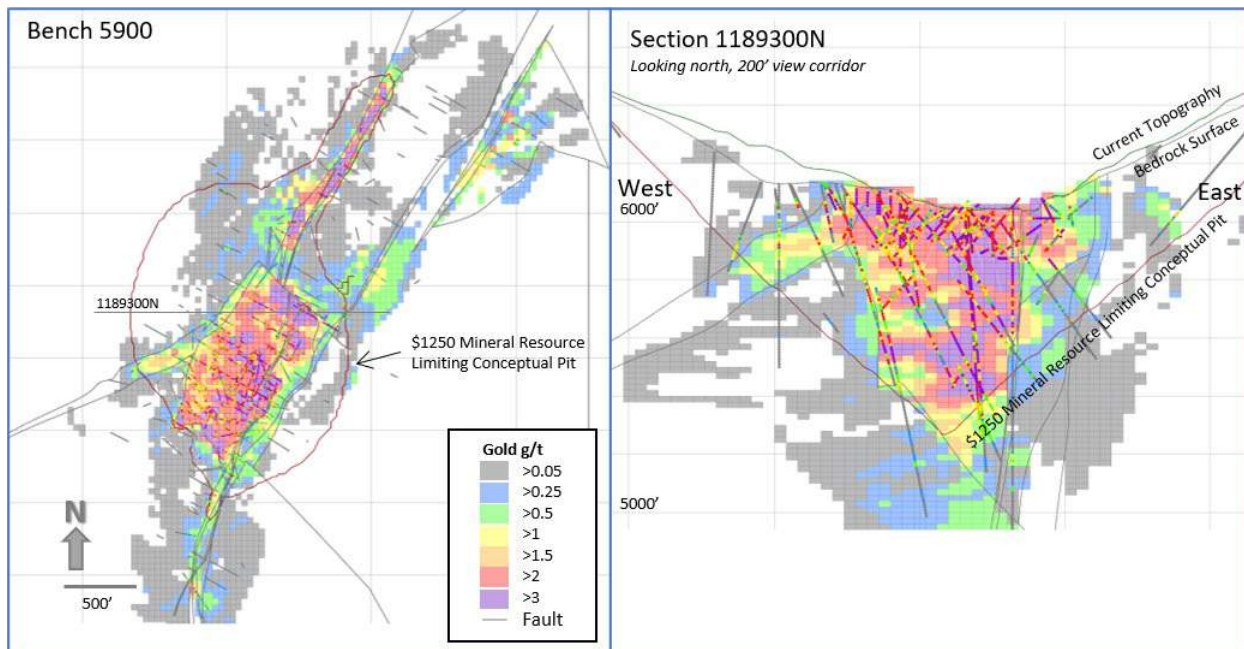 Bench 5900
1189300N
$1250 Mineral Resource
Limiting Conceptual Pit
N
500'
Gold g/t
>0.05
>0.25
>0.5
>1
>1.5
>2
>3
Fault
Section 1189300N
Looking north, 200' view corridor
Current Topography
Bedrock Surface
West
6000'
East
$1250 Mineral Resource Limiting Conceptual Pit
5000'